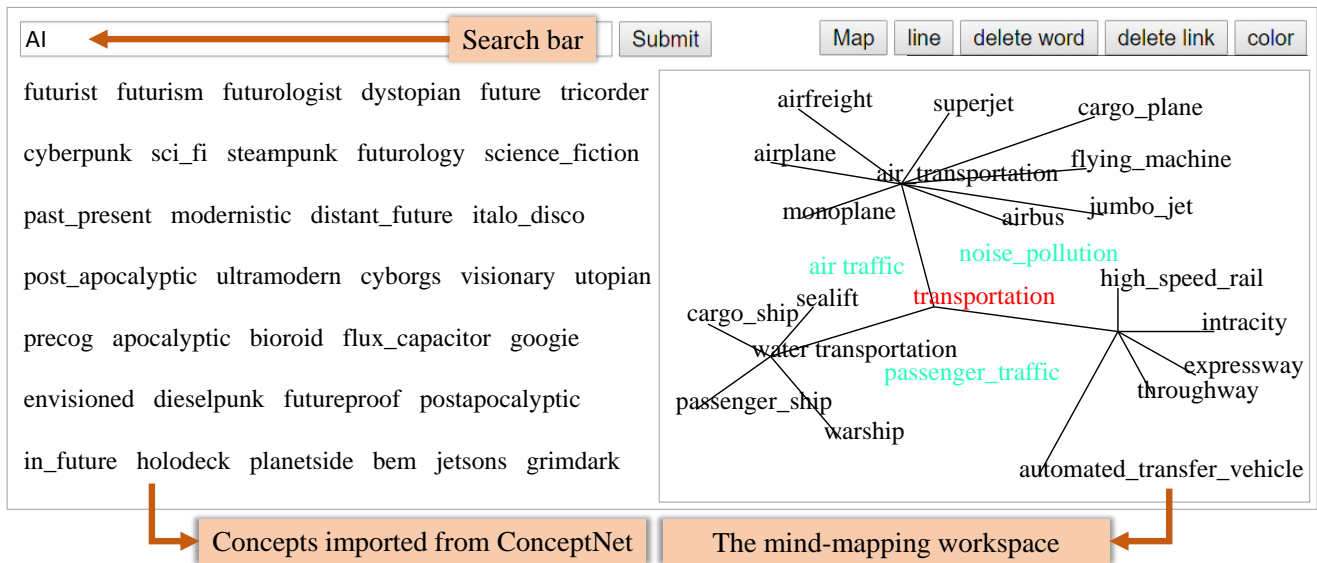 AI Search bar Submit Map line delete word delete link color
futurist futurism futurologist dystopian future tricorder
cyberpunk sci_fi steampunk futurology science_fiction
past_present modernistic distant_future italo_disco
post_apocalyptic ultramodern cyborgs visionary utopian
precog apocalyptic bioroid flux_capacitor googie
envisioned dieselpunk futureproof postapocalyptic
in_future holodeck planetside bem jetsons grimdark
airfreight superjet cargo_plane
airplane flying_machine
air_transportation
monoplane airbus jumbo_jet
air traffic noise_pollution
high_speed_rail
sealift transportation
cargo_ship intracity
water transportation
passenger_traffic expressway
throughway
passenger_ship
warship
automated_transfer_vehicle
Concepts imported from ConceptNet
The mind-mapping workspace